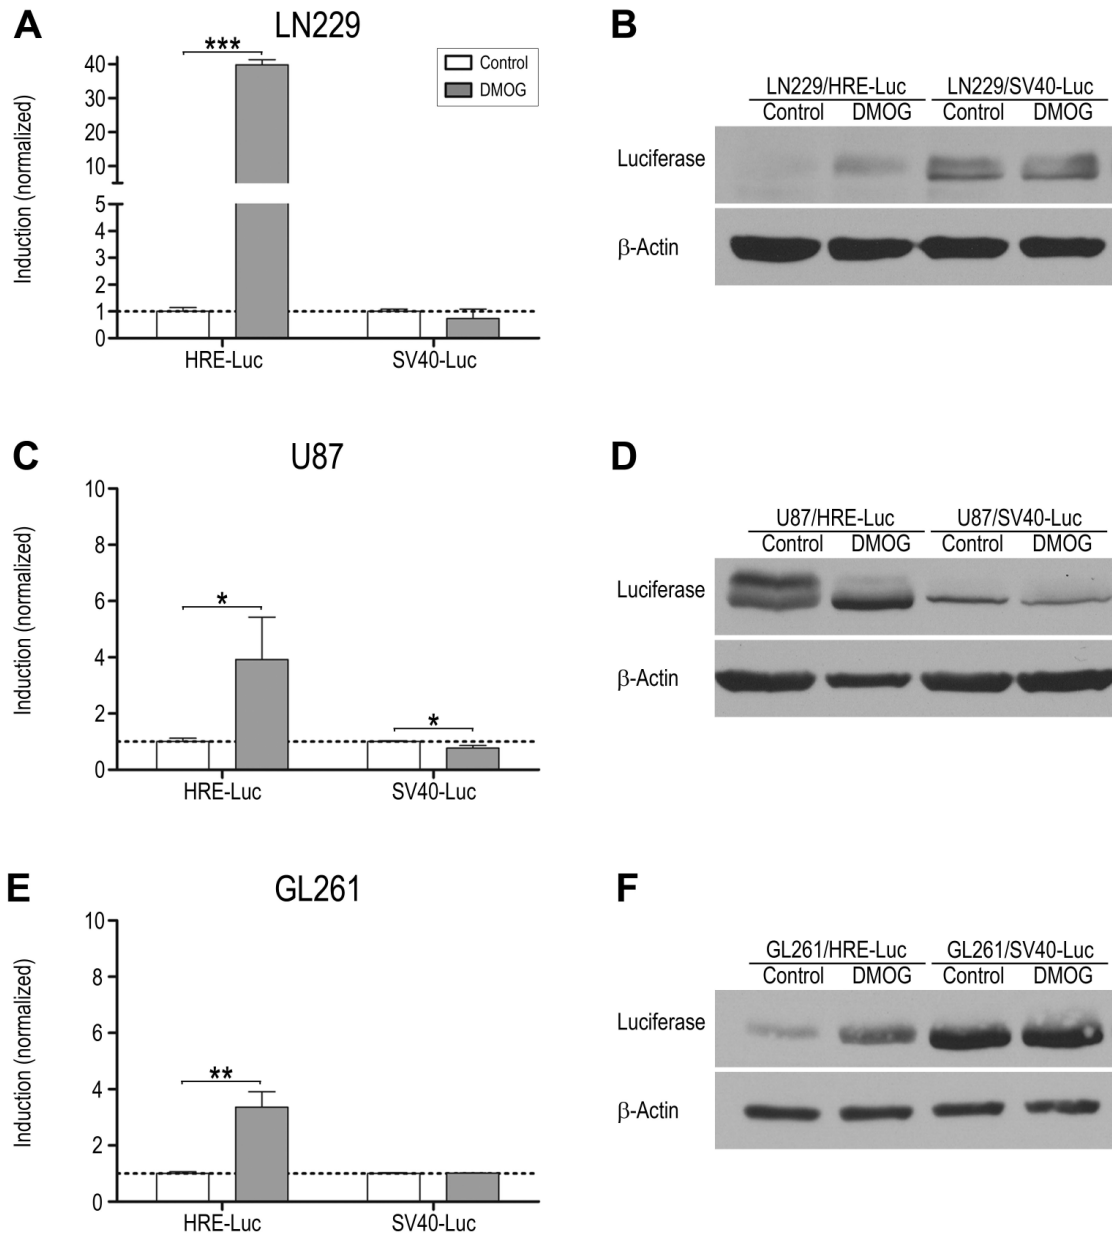 A
LN229
***
Control
DMOG
Induction (normalized)
40
30
20
10
5
4
3
2
1
0
HRE-Luc
SV40-Luc
B
LN229/HRE-Luc
LN229/SV40-Luc
Control
DMOG
Control
DMOG
Luciferase
β-Actin
C
U87
Induction (normalized)
10
8
6
4
2
0
*
*
HRE-Luc
SV40-Luc
D
U87/HRE-Luc
U87/SV40-Luc
Control
DMOG
Control
DMOG
Luciferase
β-Actin
E
GL261
Induction (normalized)
10
8
6
4
2
0
**
HRE-Luc
SV40-Luc
F
GL261/HRE-Luc
GL261/SV40-Luc
Control
DMOG
Control
DMOG
Luciferase
β-Actin